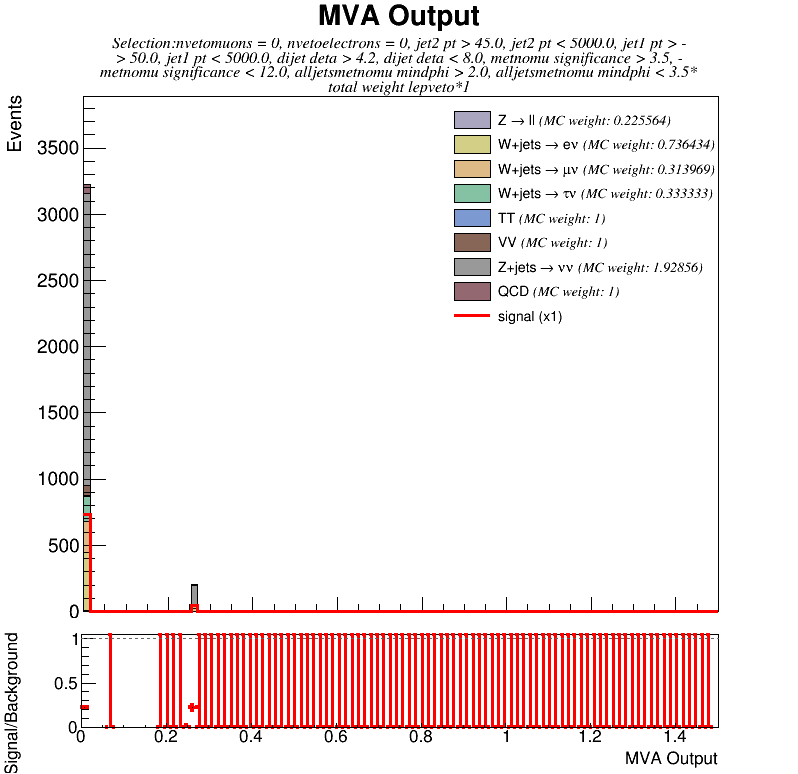 MVA Output
Selection:nvetomuons = 0, nvetoelectrons = 0, jet2 pt > 45.0, jet2 pt < 5000.0, jet1 pt > -
> 50.0, jet1 pt < 5000.0, dijet deta > 4.2, dijet deta < 8.0, metnomu significance > 3.5, -
metnomu significance < 12.0, alljetsmetnomu mindphi > 2.0, alljetsmetnomu mindphi < 3.5*
total weight lepveto*1
Events
3500
3000
2500
2000
1500
1000
500
0
Z → ll (MC weight: 0.225564)
W+jets → eν (MC weight: 0.736434)
W+jets → μν (MC weight: 0.313969)
W+jets → τν (MC weight: 0.333333)
TT (MC weight: 1)
VV (MC weight: 1)
Z+jets → νν (MC weight: 1.92856)
QCD (MC weight: 1)
signal (x1)
Signal/Background
1
0.5
0
0 0.2 0.4 0.6 0.8 1 1.2 1.4
MVA Output